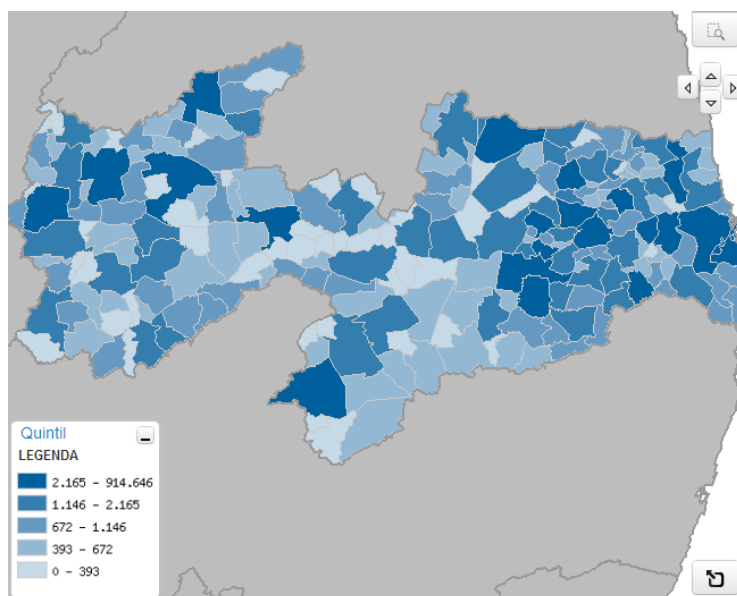 Quintil
LEGENDA
2.165 - 914.646
1.146 - 2.165
672 - 1.146
393 - 672
0 - 393